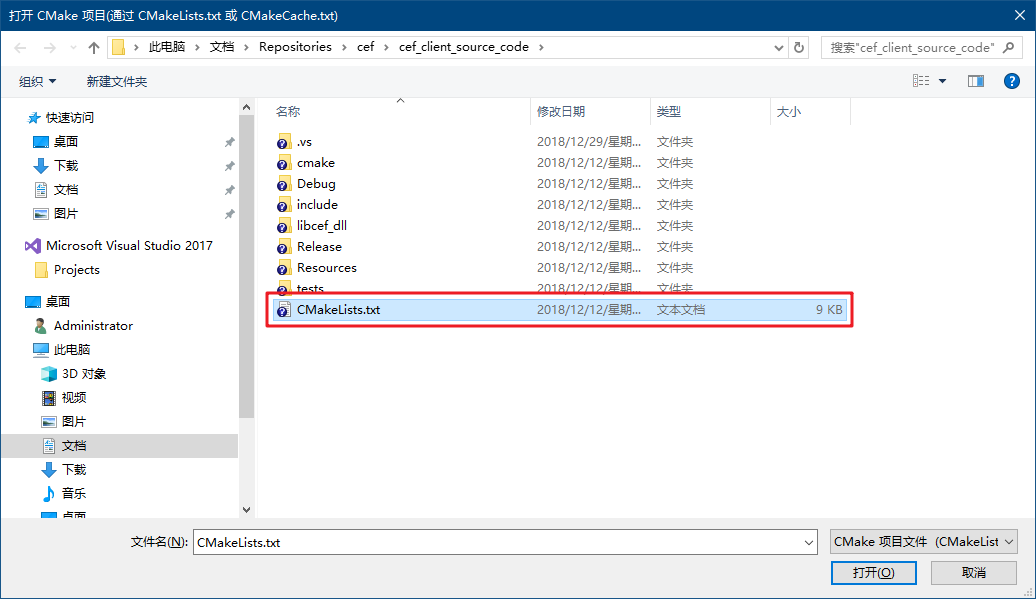 打开 CMake 项目(通过 CMakeLists.txt 或 CMakeCache.txt)
此电脑 文档 Repositories cef cef_client_source_code
搜索"cef_client_source_code"
组织 新建文件夹
快速访问
桌面
下载
文档
图片
Microsoft Visual Studio 2017
Projects
桌面
Administrator
此电脑
3D 对象
视频
图片
文档
下载
音乐
桌面
名称 修改日期 类型 大小
.vs 2018/12/29/星期... 文件夹
cmake 2018/12/12/星期... 文件夹
Debug 2018/12/12/星期... 文件夹
include 2018/12/12/星期... 文件夹
libcef_dll 2018/12/12/星期... 文件夹
Release 2018/12/12/星期... 文件夹
Resources 2018/12/12/星期... 文件夹
tests 2018/12/12/星期... 文件夹
CMakeLists.txt 2018/12/12/星期... 文本文档 9 KB
文件名(N): CMakeLists.txt
CMake 项目文件 (CMakeList
打开(O) 取消